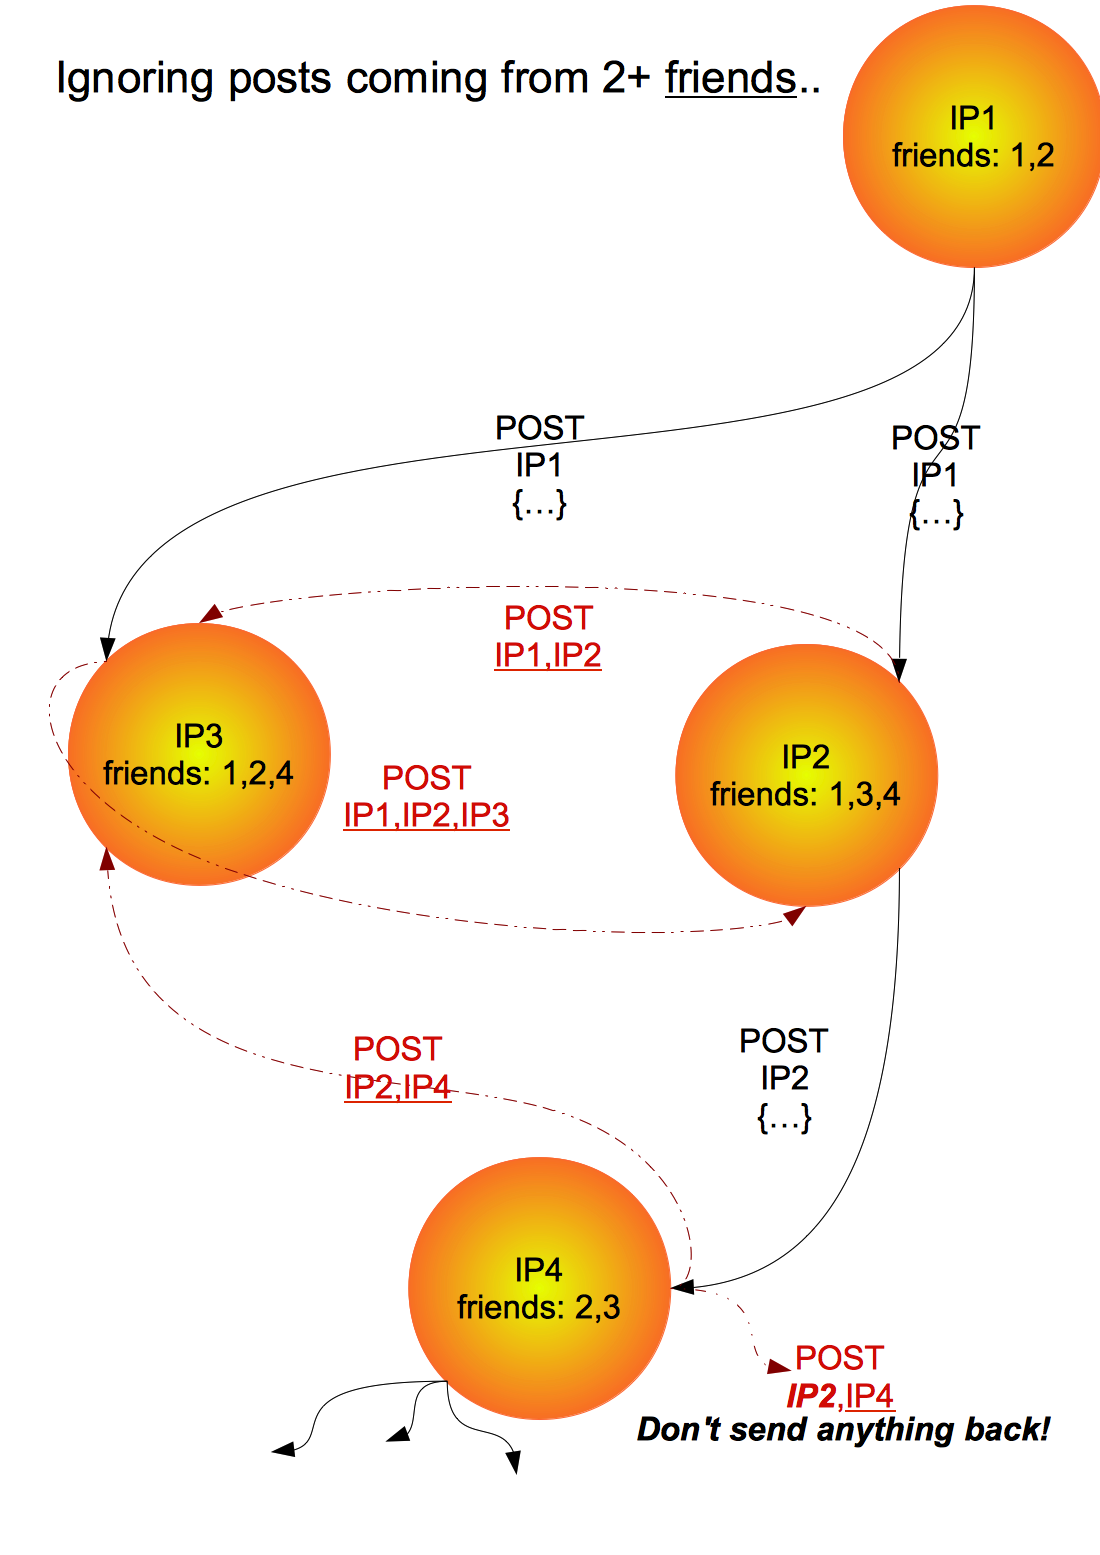 Ignoring posts coming from 2+ friends..
IP1
friends: 1,2
POST
IP1
{...}
POST
IP1
{...}
POST
IP1,IP2
IP3
friends: 1,2,4
IP2
friends: 1,3,4
POST
IP1,IP2,IP3
POST
IP2,IP4
POST
IP2
{...}
IP4
friends: 2,3
POST
IP2,IP4
Don't send anything back!